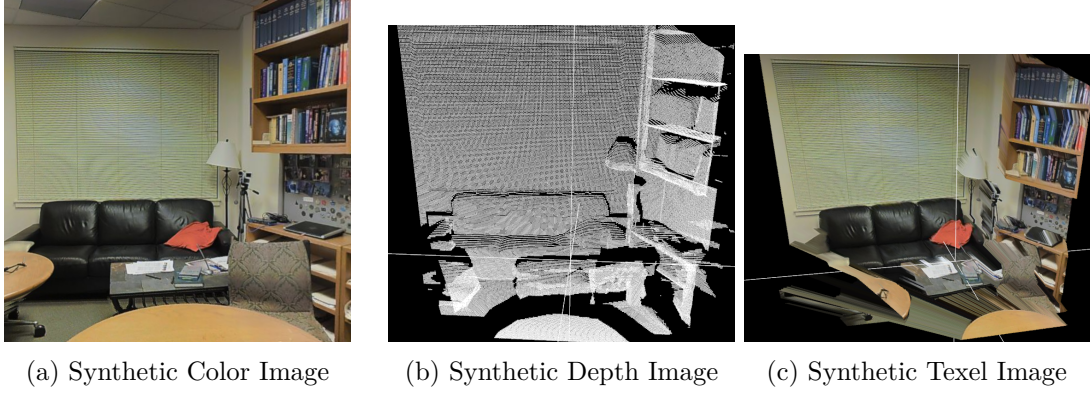 (a) Synthetic Color Image
(b) Synthetic Depth Image
(c) Synthetic Texel Image